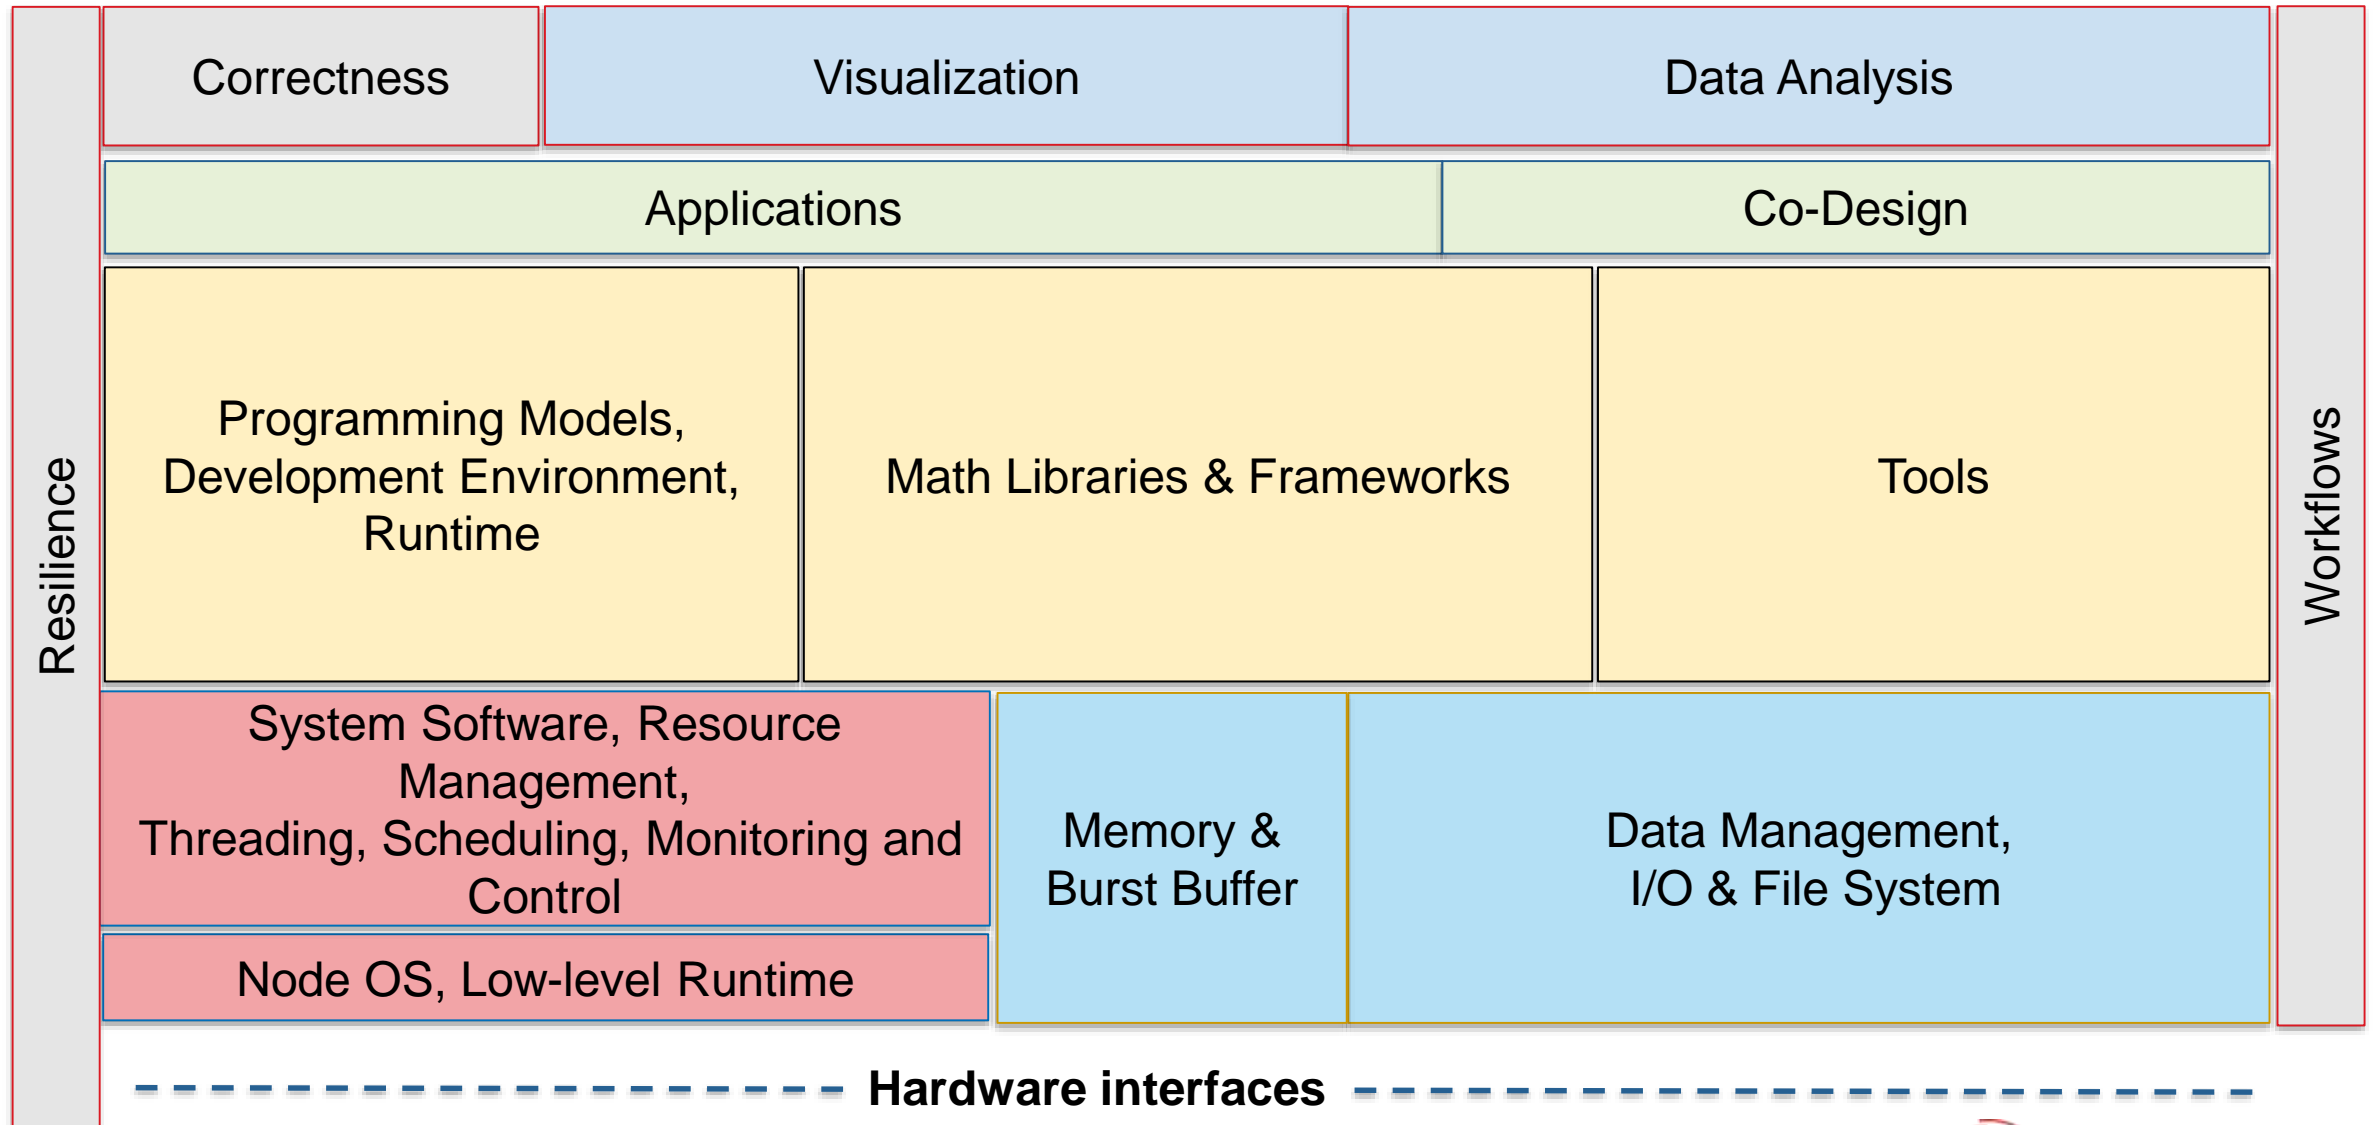 Correctness
Visualization
Data Analysis
Applications
Co-Design
Resilience
Programming Models,
Development Environment,
Runtime
Math Libraries & Frameworks
Tools
Workflows
System Software, Resource
Management,
Threading, Scheduling, Monitoring and
Control
Memory &
Burst Buffer
Data Management,
I/O & File System
Node OS, Low-level Runtime
Hardware interfaces